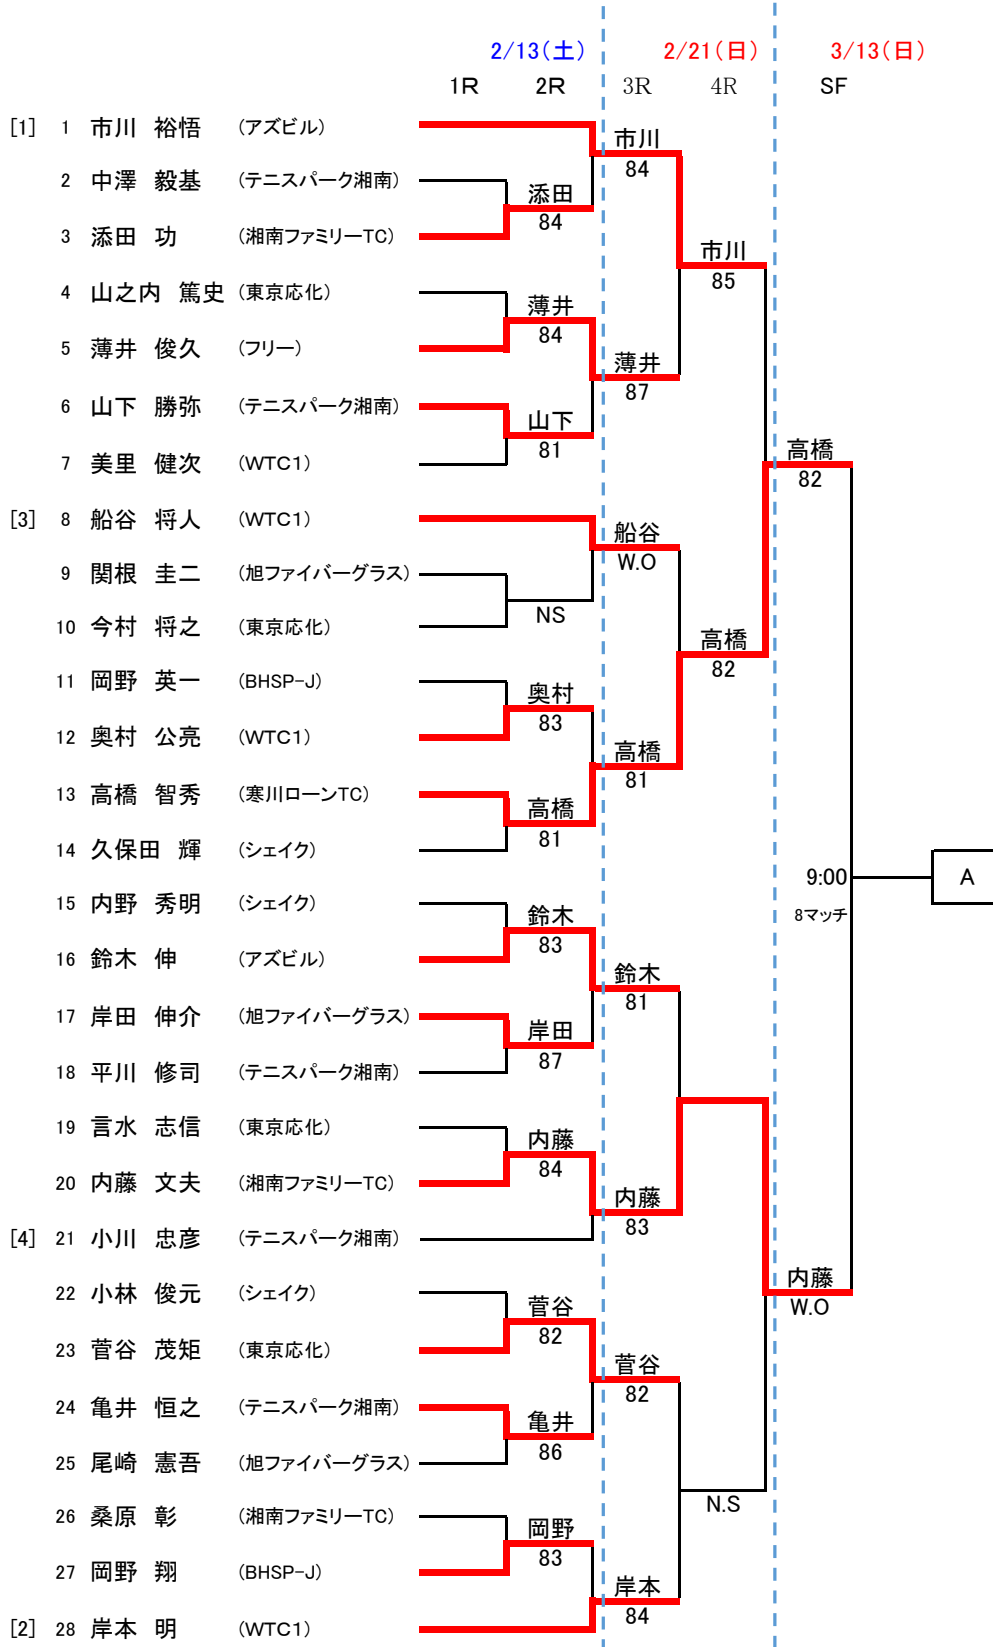 2/13(土) 2/21(日) 3/13(日)
1R 2R 3R 4R SF
[1] 1 市川 裕悟 (アズビル)
市川
84
2 中澤 毅基 (テニスパーク湘南)
添田
84
3 添田 功 (湘南ファミリーTC)
市川
85
4 山之内 篤史 (東京応化)
薄井
84
5 薄井 俊久 (フリー)
薄井
87
6 山下 勝弥 (テニスパーク湘南)
山下
81
7 美里 健次 (WTC1)
高橋
82
[3] 8 船谷 将人 (WTC1)
船谷
W.O
9 関根 圭二 (旭ファイバーグラス)
NS
10 今村 将之 (東京応化)
高橋
82
11 岡野 英一 (BHSP-J)
奥村
83
12 奥村 公亮 (WTC1)
高橋
81
13 高橋 智秀 (寒川ローンTC)
高橋
81
14 久保田 輝 (シェイク)
9:00 A
8マッチ
15 内野 秀明 (シェイク)
鈴木
83
16 鈴木 伸 (アズビル)
鈴木
81
17 岸田 伸介 (旭ファイバーグラス)
岸田
87
18 平川 修司 (テニスパーク湘南)
19 言水 志信 (東京応化)
内藤
84
20 内藤 文夫 (湘南ファミリーTC)
内藤
83
[4] 21 小川 忠彦 (テニスパーク湘南)
内藤
W.O
22 小林 俊元 (シェイク)
菅谷
82
23 菅谷 茂矩 (東京応化)
菅谷
82
24 亀井 恒之 (テニスパーク湘南)
亀井
86
25 尾崎 憲吾 (旭ファイバーグラス)
N.S
26 桑原 彰 (湘南ファミリーTC)
岡野
83
27 岡野 翔 (BHSP-J)
岸本
84
[2] 28 岸本 明 (WTC1)